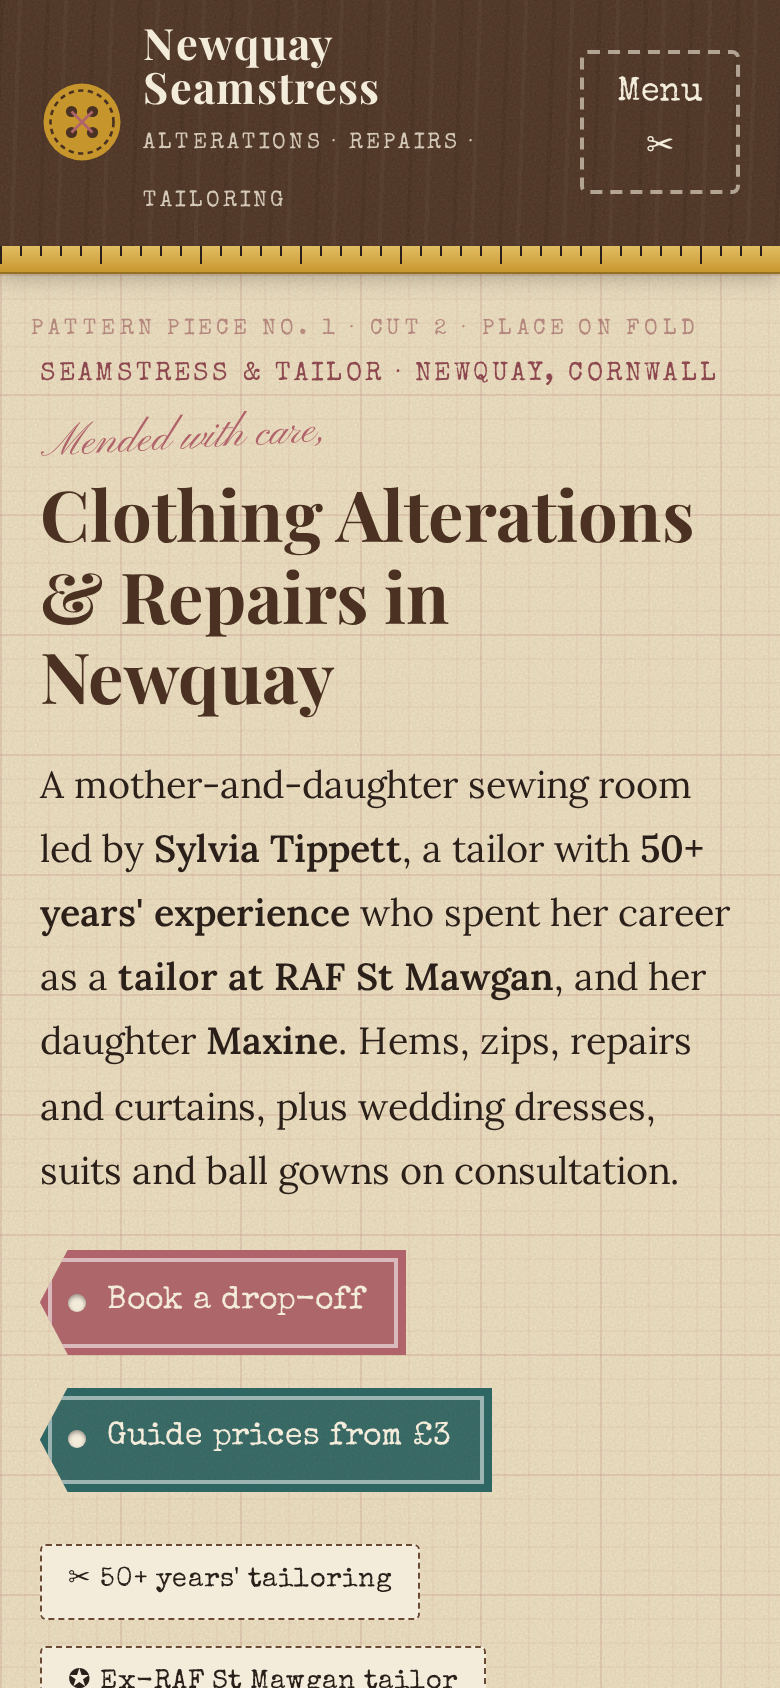 Newquay
Seamstress
ALTERATIONS · REPAIRS ·
TAILORING
Menu
✂
PATTERN PIECE NO. 1 · CUT 2 · PLACE ON FOLD
SEAMSTRESS & TAILOR · NEWQUAY, CORNWALL
Mended with care,
Clothing Alterations
& Repairs in
Newquay
A mother-and-daughter sewing room
led by Sylvia Tippett, a tailor with 50+
years' experience who spent her career
as a tailor at RAF St Mawgan, and her
daughter Maxine. Hems, zips, repairs
and curtains, plus wedding dresses,
suits and ball gowns on consultation.
Book a drop-off
Guide prices from £3
✂ 50+ years' tailoring
✪ Ex-RAF St Mawgan tailor